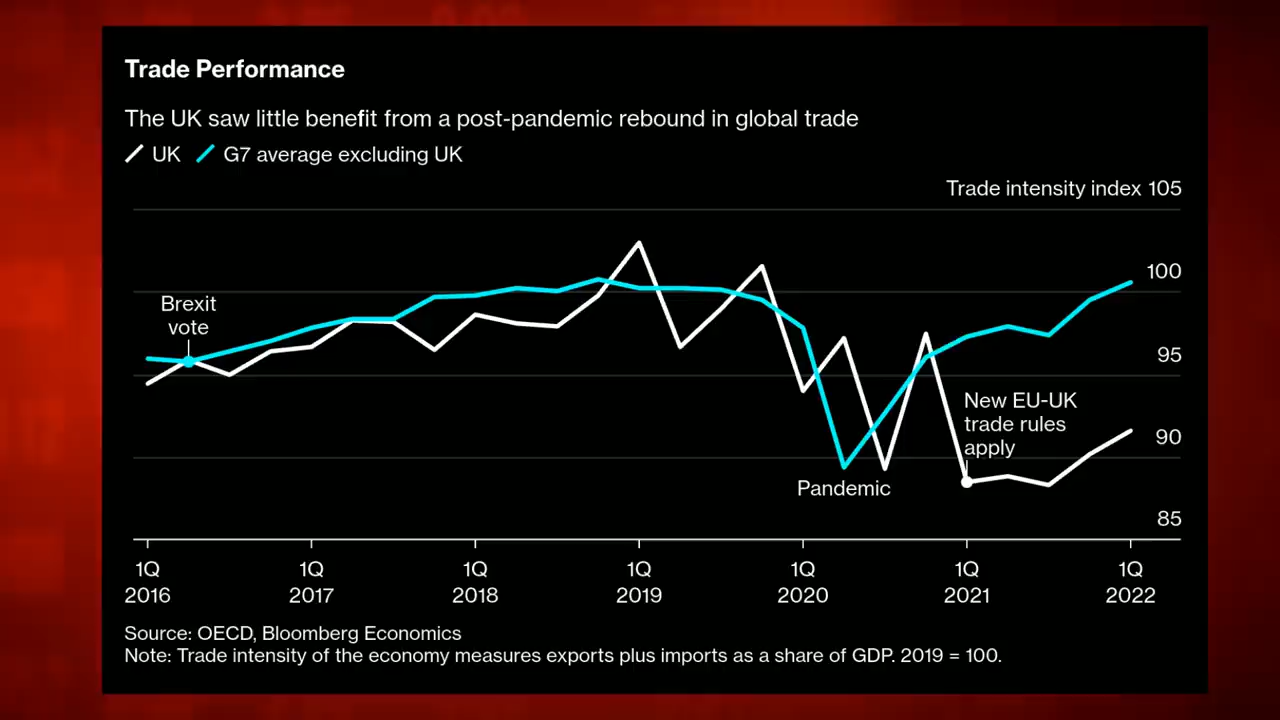 Trade Performance
The UK saw little benefit from a post-pandemic rebound in global trade
UK G7 average excluding UK
Trade intensity index 105
100
Brexit
vote
95
New EU-UK
trade rules
apply
90
Pandemic
85
1Q 1Q 1Q 1Q 1Q 1Q 1Q
2016 2017 2018 2019 2020 2021 2022
Source: OECD, Bloomberg Economics
Note: Trade intensity of the economy measures exports plus imports as a share of GDP. 2019 = 100.